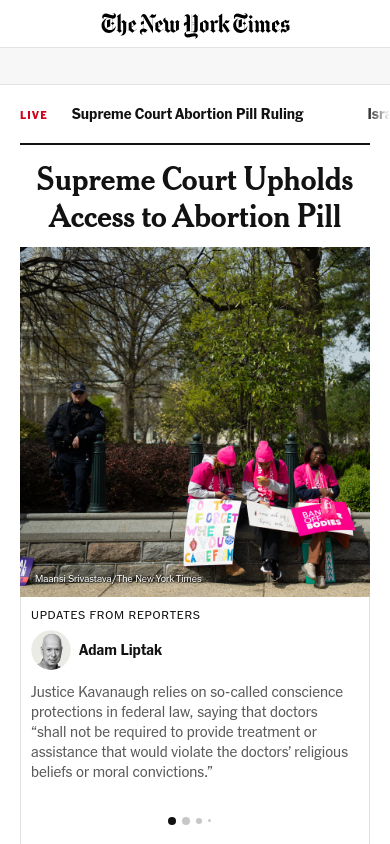 The New York Times
LIVE
Supreme Court Abortion Pill Ruling
Supreme Court Upholds
Access to Abortion Pill
BAN
OFF
BODIES
Maansi Srivastava/The New York Times
UPDATES FROM REPORTERS
Adam Liptak
Justice Kavanaugh relies on so-called conscience
protections in federal law, saying that doctors
“shall not be required to provide treatment or
assistance that would violate the doctors’ religious
beliefs or moral convictions.”